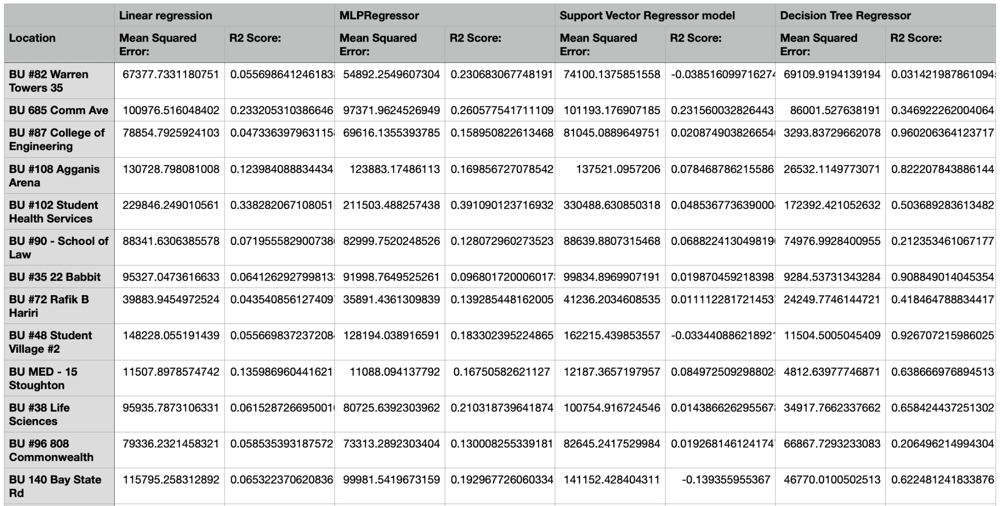 Linear regression MLPRegressor Support Vector Regressor model Decision Tree Regressor
Location Mean Squared Error: R2 Score: Mean Squared Error: R2 Score: Mean Squared Error: R2 Score: Mean Squared Error: R2 Score:
BU #82 Warren Towers 35 67377.7331180751 0.055698641246183 54892.2549607304 0.230683067748191 74100.1375851558 -0.038516099716274 69109.9194139194 0.031421987861094
BU 685 Comm Ave 100976.516048402 0.233205310386646 97371.9624526949 0.260577541711109 101193.176907185 0.231560032826443 86001.527638191 0.346922262004064
BU #87 College of Engineering 78854.7925924103 0.047336397963115 69616.1355393785 0.158950822613468 81045.0889649751 0.020874903826654 3293.83729662078 0.960206364123717
BU #108 Agganis Arena 130728.798081008 0.123984088834434 123883.17486113 0.169856727078542 137521.0957206 0.078468786215586 26532.1149773071 0.822207843886144
BU #102 Student Health Services 229846.249010561 0.338282067108051 211503.488257438 0.391090123716932 330488.630850318 0.048536773639000 172392.421052632 0.503689283613482
BU #90 - School of Law 88341.6306385578 0.071955582900738 82999.7520248526 0.128072960273523 88639.8807315468 0.068822413049819 74976.9928400955 0.212353461067177
BU #35 22 Babbit 95327.0473616633 0.064126292799813 91998.7649525261 0.096801720006017 99834.8969907191 0.019870459218398 9284.53731343284 0.908849014045354
BU #72 Rafik B Hariri 39883.9454972524 0.043540856127409 35891.4361309839 0.139285448162005 41236.2034608535 0.011112281721453 24249.7746144721 0.418464788834417
BU #48 Student Village #2 148228.055191439 0.055669837237208 128194.038916591 0.183302395224865 162215.439853557 -0.033440886218921 11504.5005045409 0.926707215986025
BU MED - 15 Stoughton 11507.8978574742 0.135986960441621 11088.094137792 0.16750582621127 12187.3657197957 0.084972509298802 4812.63977746871 0.638666976894513
BU #38 Life Sciences 95935.7873106331 0.061528726695001 80725.6392303962 0.210318739641874 100754.916724546 0.014386626295567 34917.7662337662 0.658424437251302
BU #96 808 Commonwealth 79336.2321458321 0.058535393187572 73313.2892303404 0.130008255339181 82645.2417529984 0.019268146124174 66867.7293233083 0.206496214994304
BU 140 Bay State Rd 115795.258312892 0.065322370620836 99981.5419673159 0.192967726060334 141152.428404311 -0.139355955367 46770.0100502513 0.622481241833876